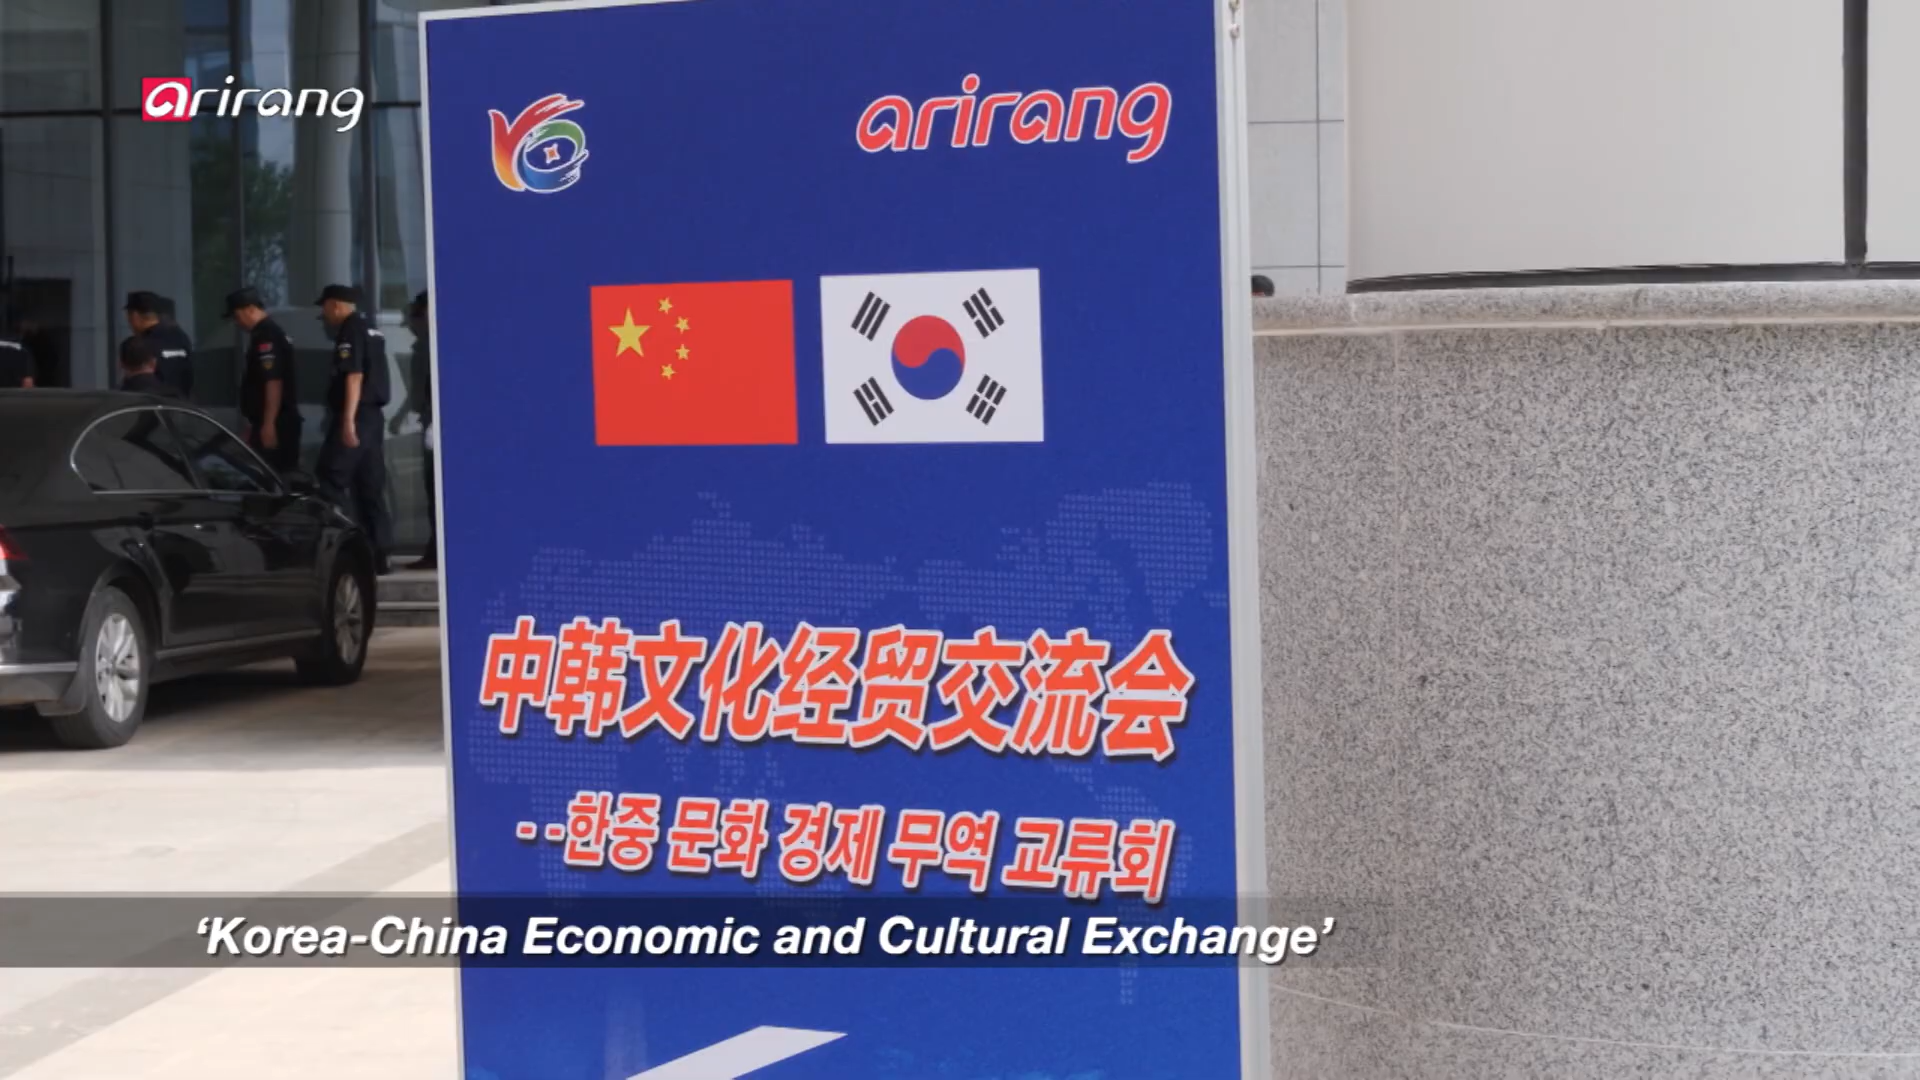 arirang
arirang
中韩文化经贸交流会
--한중 문화 경제 무역 교류회
‘Korea-China Economic and Cultural Exchange’